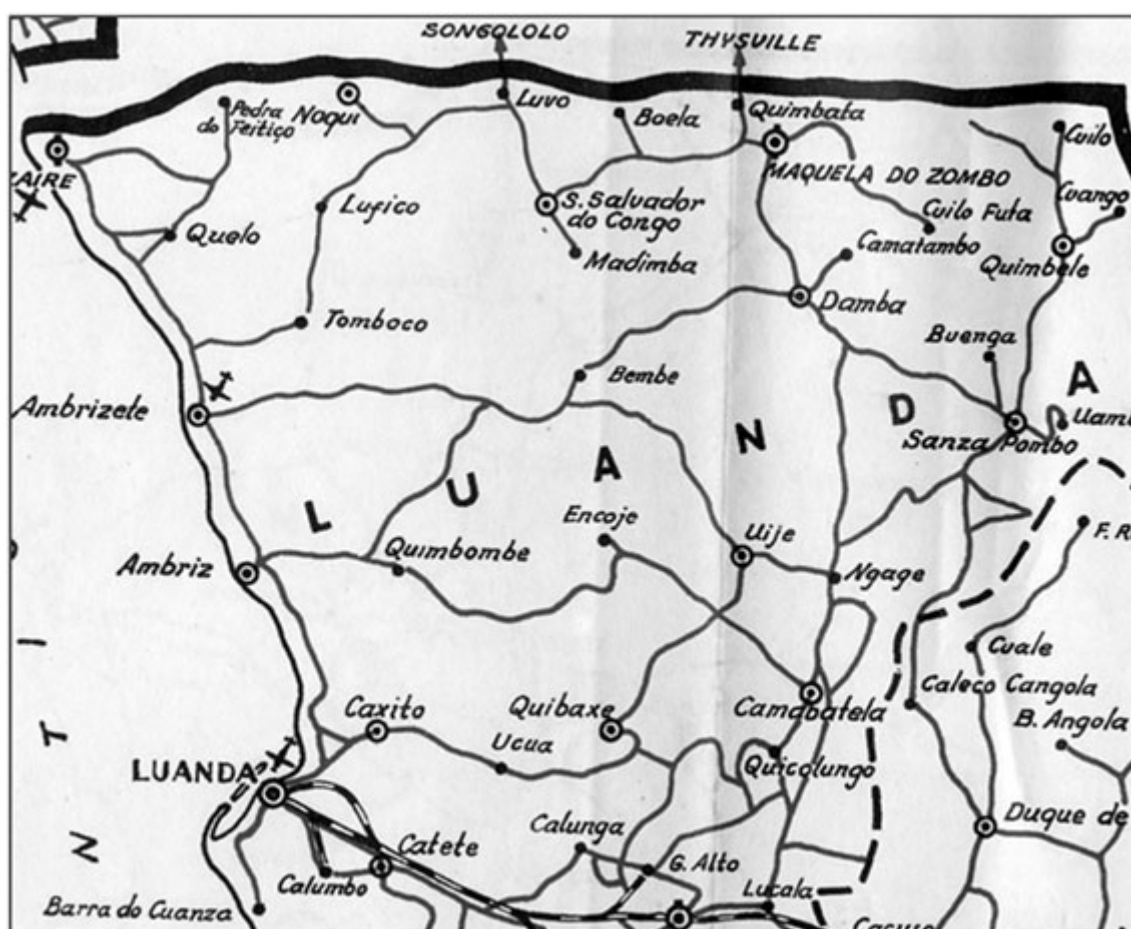 SONGOLOLO
THYSVILLE
Pedra
do Feitiço
Noqui
Luvo
Boela
Quimbata
Cuilo
ZAIRE
MAQUELA DO ZOMBO
Lufico
S. Salvador
do Congo
Cuilo Futa
Cuango
Quelo
Madimba
Camatambo
Quimbele
Tomboco
Damba
Buenga
Bembe
Ambrizete
Uamb
Sanza Pombo
L U A N D A
Encoje
Uije
F. R
Ambriz
Quimbombe
Ngage
Cuale
Caleco Cangola
Caxito
Quibaxe
Camabatela
B. Angola
Ucua
LUANDA
Quicolungo
Calunga
Duque de
Catete
G. Alto
Calumbo
Lucala
Barra do Cuanza
T I
N